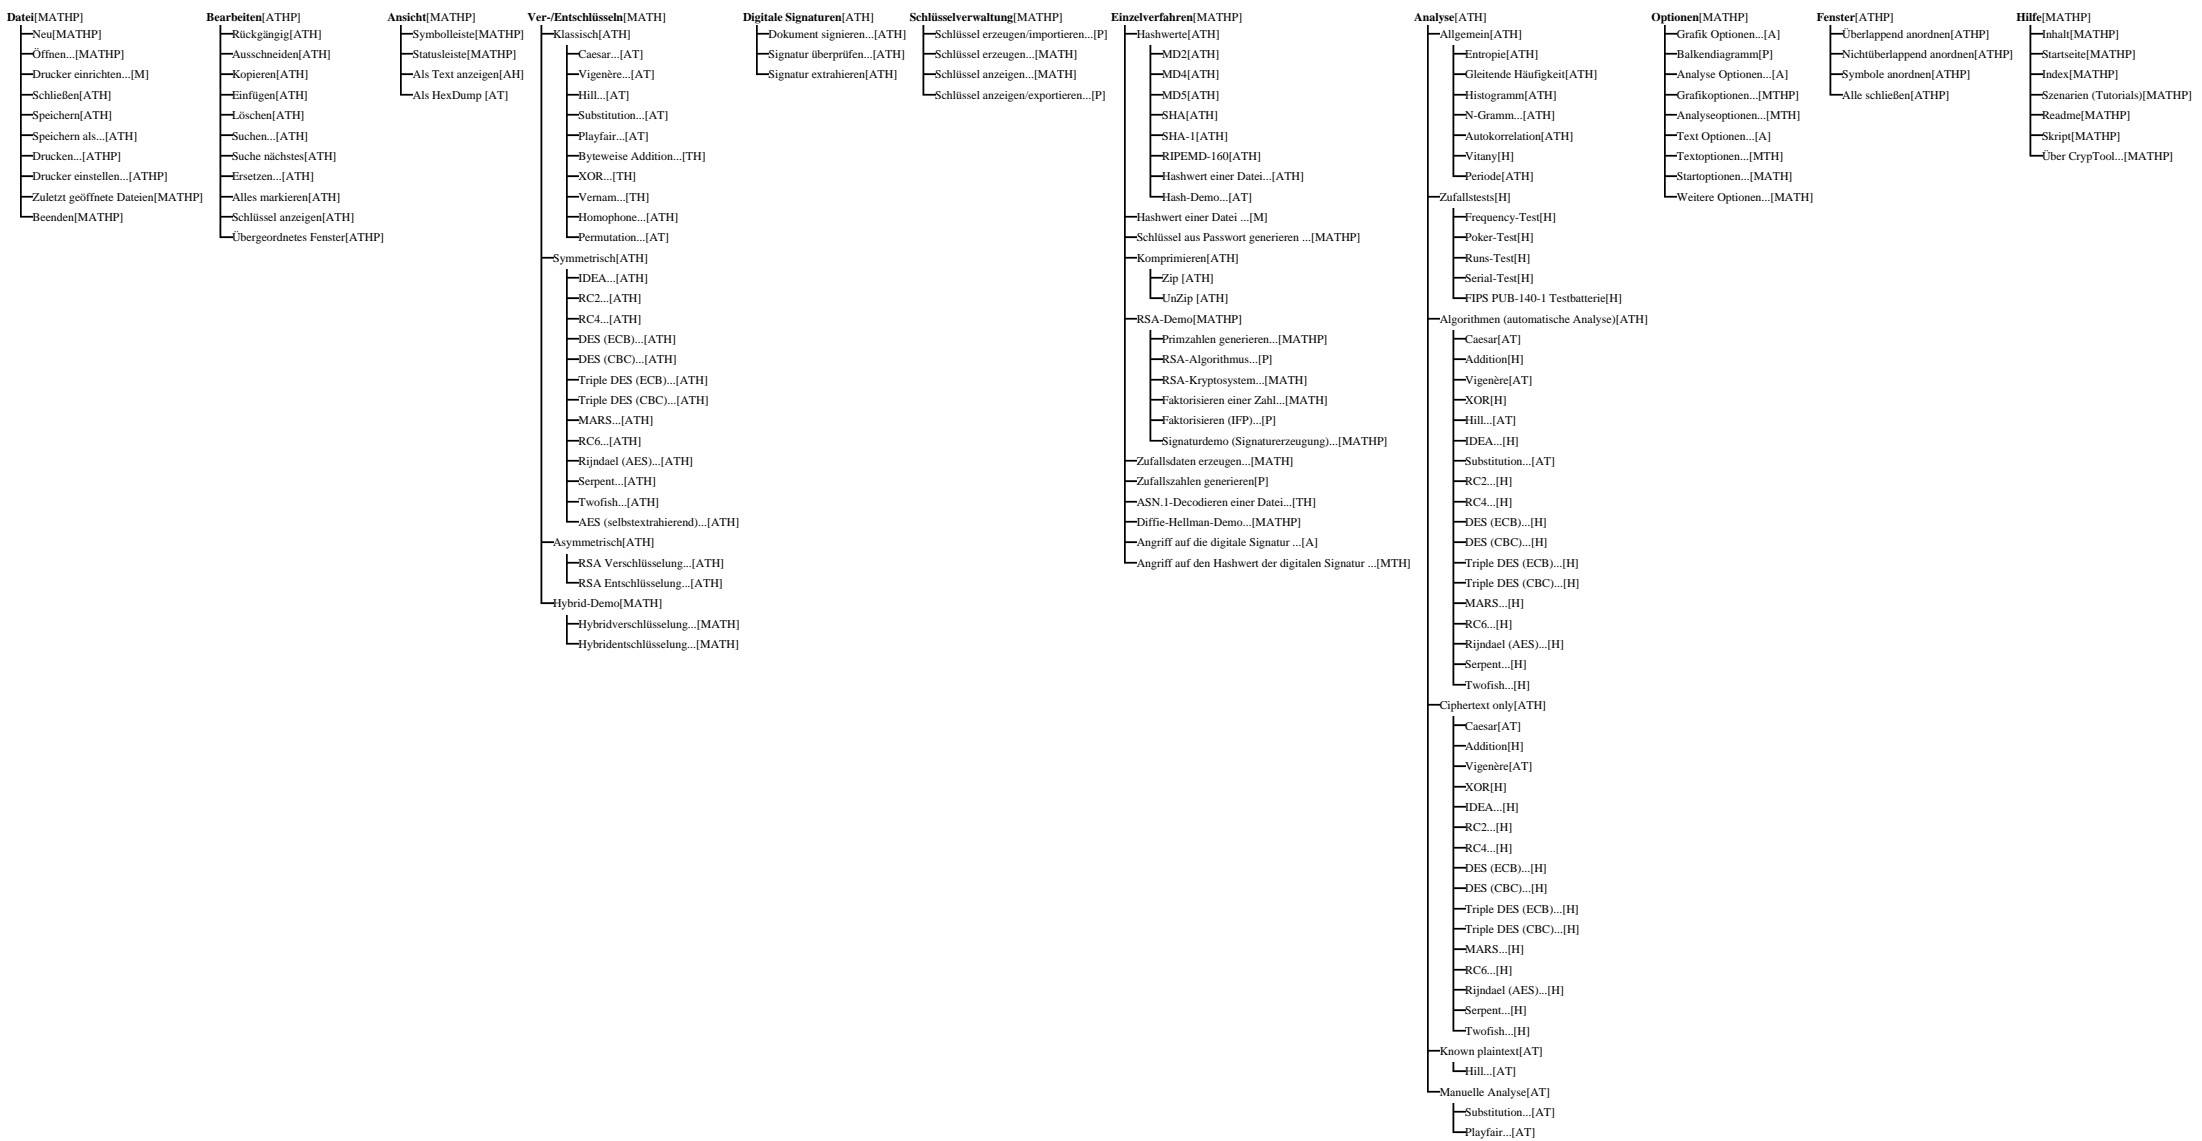 Datei[MATHP]
Neu[MATHP]
Öffnen...[MATHP]
Drucker einrichten...[M]
Schließen[ATH]
Speichern[ATH]
Speichern als...[ATH]
Drucken...[ATHP]
Drucker einstellen...[ATHP]
Zuletzt geöffnete Dateien[MATHP]
Beenden[MATHP]
Bearbeiten[ATHP]
Rückgängig[ATH]
Ausschneiden[ATH]
Kopieren[ATH]
Einfügen[ATH]
Löschen[ATH]
Suchen...[ATH]
Suche nächstes[ATH]
Ersetzen...[ATH]
Alles markieren[ATH]
Schlüssel anzeigen[ATH]
Übergeordnetes Fenster[ATHP]
Ansicht[MATHP]
Symbolleiste[MATHP]
Statusleiste[MATHP]
Als Text anzeigen[AH]
Als HexDump [AT]
Ver-/Entschlüsseln[MATH]
Klassisch[ATH]
Caesar...[AT]
Vigenère...[AT]
Hill...[AT]
Substitution...[AT]
Playfair...[AT]
Byteweise Addition...[TH]
XOR...[TH]
Vernam...[TH]
Homophone...[ATH]
Permutation...[AT]
Symmetrisch[ATH]
IDEA...[ATH]
RC2...[ATH]
RC4...[ATH]
DES (ECB)...[ATH]
DES (CBC)...[ATH]
Triple DES (ECB)...[ATH]
Triple DES (CBC)...[ATH]
MARS...[ATH]
RC6...[ATH]
Rijndael (AES)...[ATH]
Serpent...[ATH]
Twofish...[ATH]
AES (selbstextrahierend)...[ATH]
Asymmetrisch[ATH]
RSA Verschlüsselung...[ATH]
RSA Entschlüsselung...[ATH]
Hybrid-Demo[MATH]
Hybridverschlüsselung...[MATH]
Hybridentschlüsselung...[MATH]
Digitale Signaturen[ATH]
Dokument signieren...[ATH]
Signatur überprüfen...[ATH]
Signatur extrahieren[ATH]
Schlüsselverwaltung[MATHP]
Schlüssel erzeugen/importieren...[P]
Schlüssel erzeugen...[MATH]
Schlüssel anzeigen...[MATH]
Schlüssel anzeigen/exportieren...[P]
Einzelverfahren[MATHP]
Hashwerte[ATH]
MD2[ATH]
MD4[ATH]
MD5[ATH]
SHA[ATH]
SHA-1[ATH]
RIPEMD-160[ATH]
Hashwert einer Datei...[ATH]
Hash-Demo...[AT]
Hashwert einer Datei ...[M]
Schlüssel aus Passwort generieren ...[MATHP]
Komprimieren[ATH]
Zip [ATH]
UnZip [ATH]
RSA-Demo[MATHP]
Primzahlen generieren...[MATHP]
RSA-Algorithmus...[P]
RSA-Kryptosystem...[MATH]
Faktorisieren einer Zahl...[MATH]
Faktorisieren (IFP)...[P]
Signaturdemo (Signaturerzeugung)...[MATHP]
Zufallsdaten erzeugen...[MATH]
Zufallszahlen generieren[P]
ASN.1-Decodieren einer Datei...[TH]
Diffie-Hellman-Demo...[MATHP]
Angriff auf die digitale Signatur ...[A]
Angriff auf den Hashwert der digitalen Signatur ...[MTH]
Analyse[ATH]
Allgemein[ATH]
Entropie[ATH]
Gleitende Häufigkeit[ATH]
Histogramm[ATH]
N-Gramm...[ATH]
Autokorrelation[ATH]
Vitany[H]
Periode[ATH]
Zufallstests[H]
Frequency-Test[H]
Poker-Test[H]
Runs-Test[H]
Serial-Test[H]
FIPS PUB-140-1 Testbatterie[H]
Algorithmen (automatische Analyse)[ATH]
Caesar[AT]
Addition[H]
Vigenère[AT]
XOR[H]
Hill...[AT]
IDEA...[H]
Substitution...[AT]
RC2...[H]
RC4...[H]
DES (ECB)...[H]
DES (CBC)...[H]
Triple DES (ECB)...[H]
Triple DES (CBC)...[H]
MARS...[H]
RC6...[H]
Rijndael (AES)...[H]
Serpent...[H]
Twofish...[H]
Ciphertext only[ATH]
Caesar[AT]
Addition[H]
Vigenère[AT]
XOR[H]
IDEA...[H]
RC2...[H]
RC4...[H]
DES (ECB)...[H]
DES (CBC)...[H]
Triple DES (ECB)...[H]
Triple DES (CBC)...[H]
MARS...[H]
RC6...[H]
Rijndael (AES)...[H]
Serpent...[H]
Twofish...[H]
Known plaintext[AT]
Hill...[AT]
Manuelle Analyse[AT]
Substitution...[AT]
Playfair...[AT]
Optionen[MATHP]
Grafik Optionen...[A]
Balkendiagramm[P]
Analyse Optionen...[A]
Grafikoptionen...[MTHP]
Analyseoptionen...[MTH]
Text Optionen...[A]
Textoptionen...[MTH]
Startoptionen...[MATH]
Weitere Optionen...[MATH]
Fenster[ATHP]
Überlappend anordnen[ATHP]
Nichtüberlappend anordnen[ATHP]
Symbole anordnen[ATHP]
Alle schließen[ATHP]
Hilfe[MATHP]
Inhalt[MATHP]
Startseite[MATHP]
Index[MATHP]
Szenarien (Tutorials)[MATHP]
Readme[MATHP]
Skript[MATHP]
Über CrypTool...[MATHP]